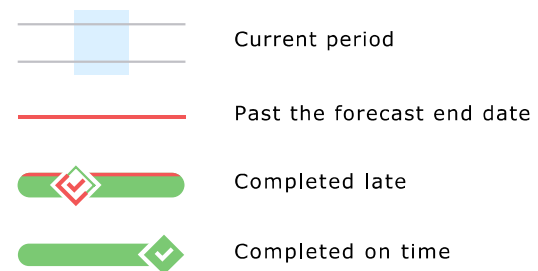 Current period
Past the forecast end date
Completed late
Completed on time